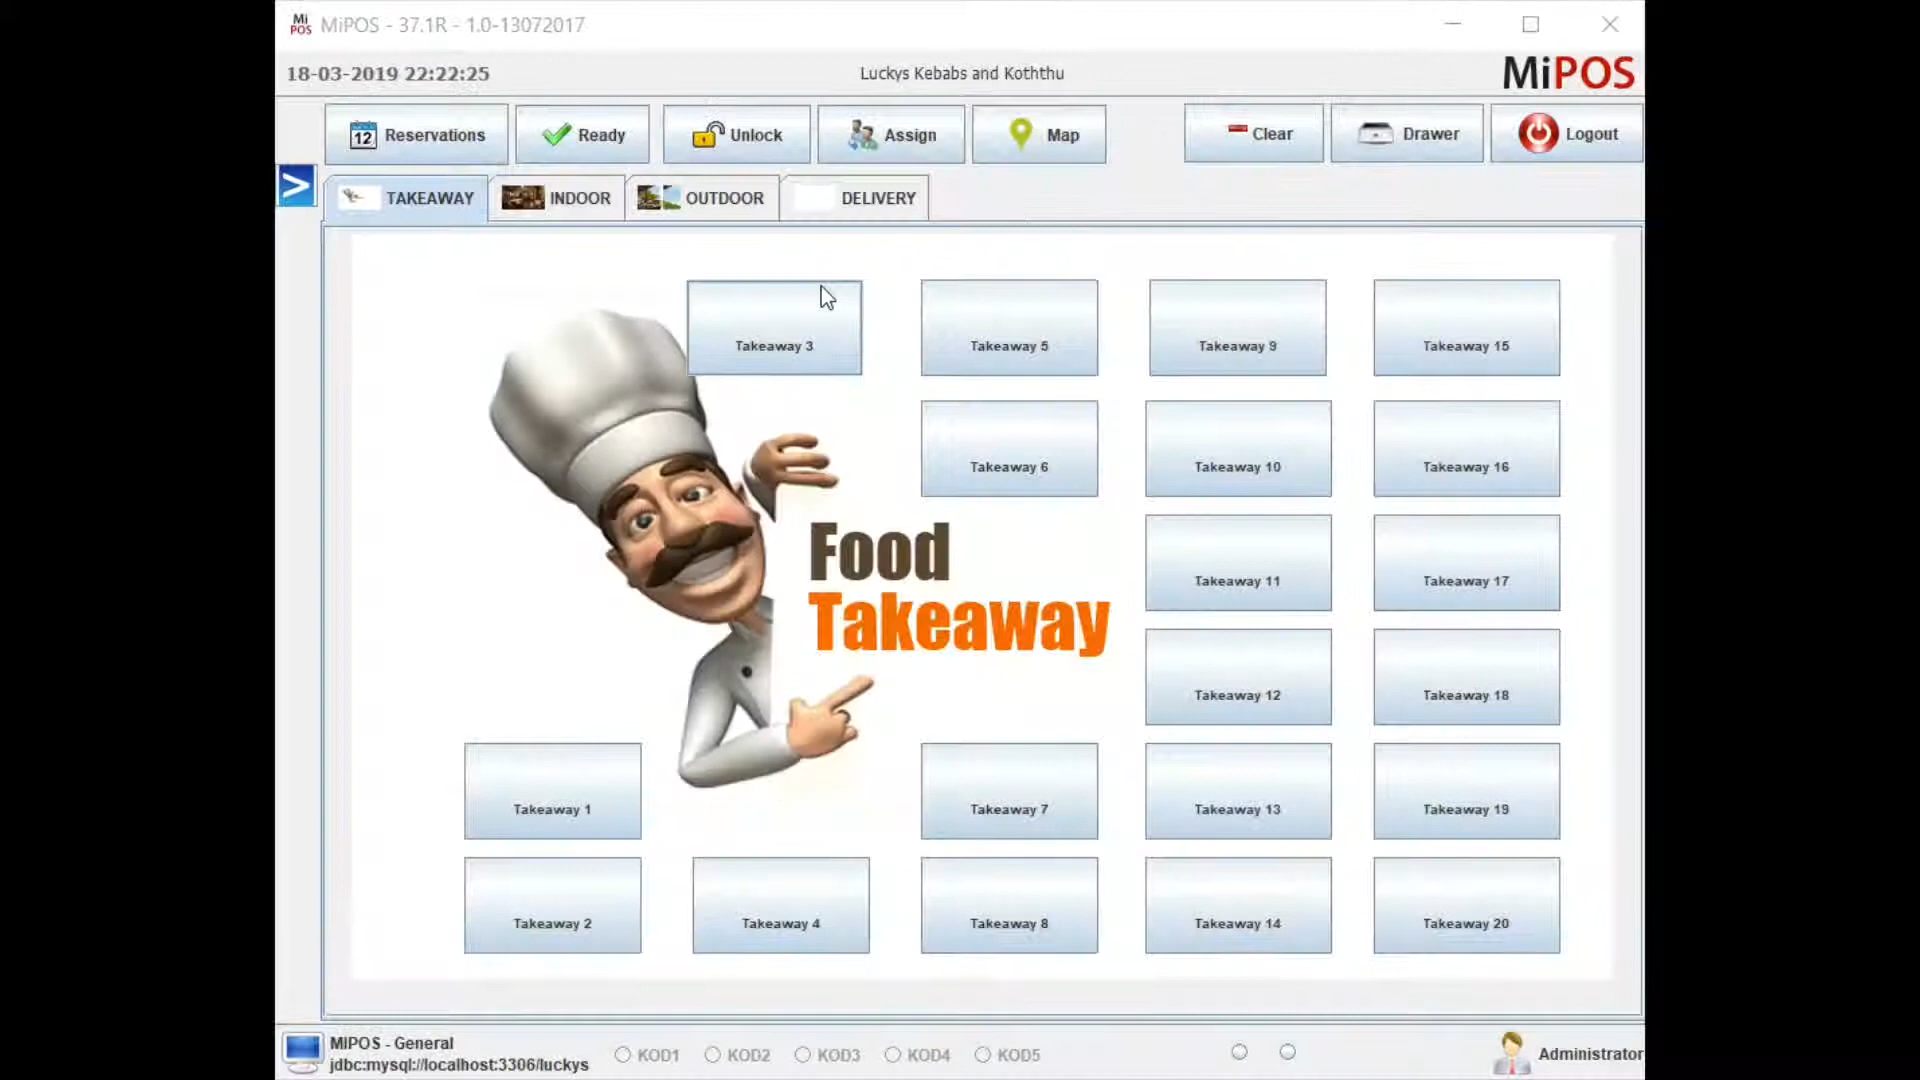 Mi
POS
MiPOS - 37.1R - 1.0-13072017
18-03-2019 22:22:25
Luckys Kebabs and Koththu
MiPOS
12
Reservations
Ready
Unlock
Assign
Map
Clear
Drawer
Logout
>
TAKEAWAY
INDOOR
OUTDOOR
DELIVERY
Takeaway 3
Takeaway 5
Takeaway 9
Takeaway 15
Takeaway 6
Takeaway 10
Takeaway 16
Food
Takeaway
Takeaway 11
Takeaway 17
Takeaway 12
Takeaway 18
Takeaway 1
Takeaway 7
Takeaway 13
Takeaway 19
Takeaway 2
Takeaway 4
Takeaway 8
Takeaway 14
Takeaway 20
MIPOS - General
jdbc:mysql://localhost:3306/luckys
KOD1
KOD2
KOD3
KOD4
KOD5
Administrator